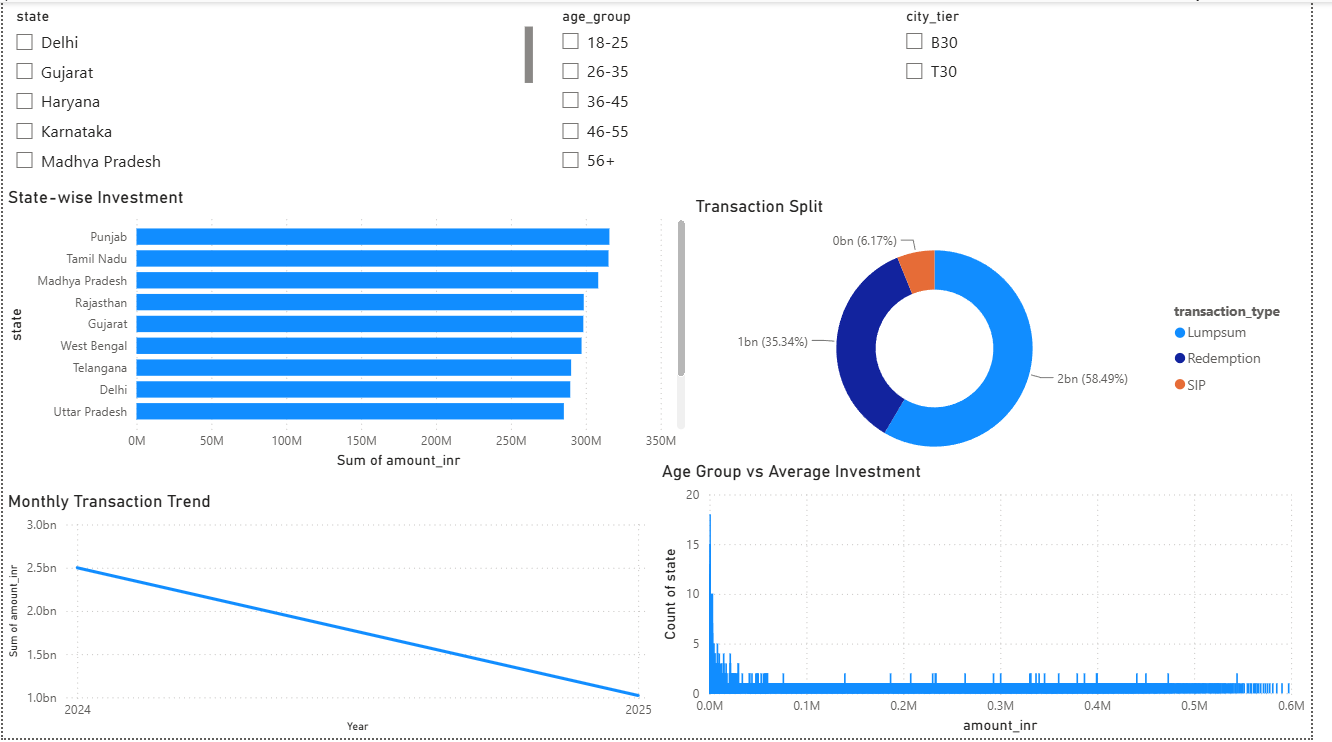 state
Delhi
Gujarat
Haryana
Karnataka
Madhya Pradesh
age_group
18-25
26-35
36-45
46-55
56+
city_tier
B30
T30
State-wise Investment
state
Punjab
Tamil Nadu
Madhya Pradesh
Rajasthan
Gujarat
West Bengal
Telangana
Delhi
Uttar Pradesh
0M 50M 100M 150M 200M 250M 300M 350M
Sum of amount_inr
Transaction Split
0bn (6.17%)
1bn (35.34%)
2bn (58.49%)
transaction_type
Lumpsum
Redemption
SIP
Monthly Transaction Trend
Sum of amount_inr
3.0bn
2.5bn
2.0bn
1.5bn
1.0bn
2024 2025
Year
Age Group vs Average Investment
Count of state
20
15
10
5
0
0.0M 0.1M 0.2M 0.3M 0.4M 0.5M 0.6M
amount_inr